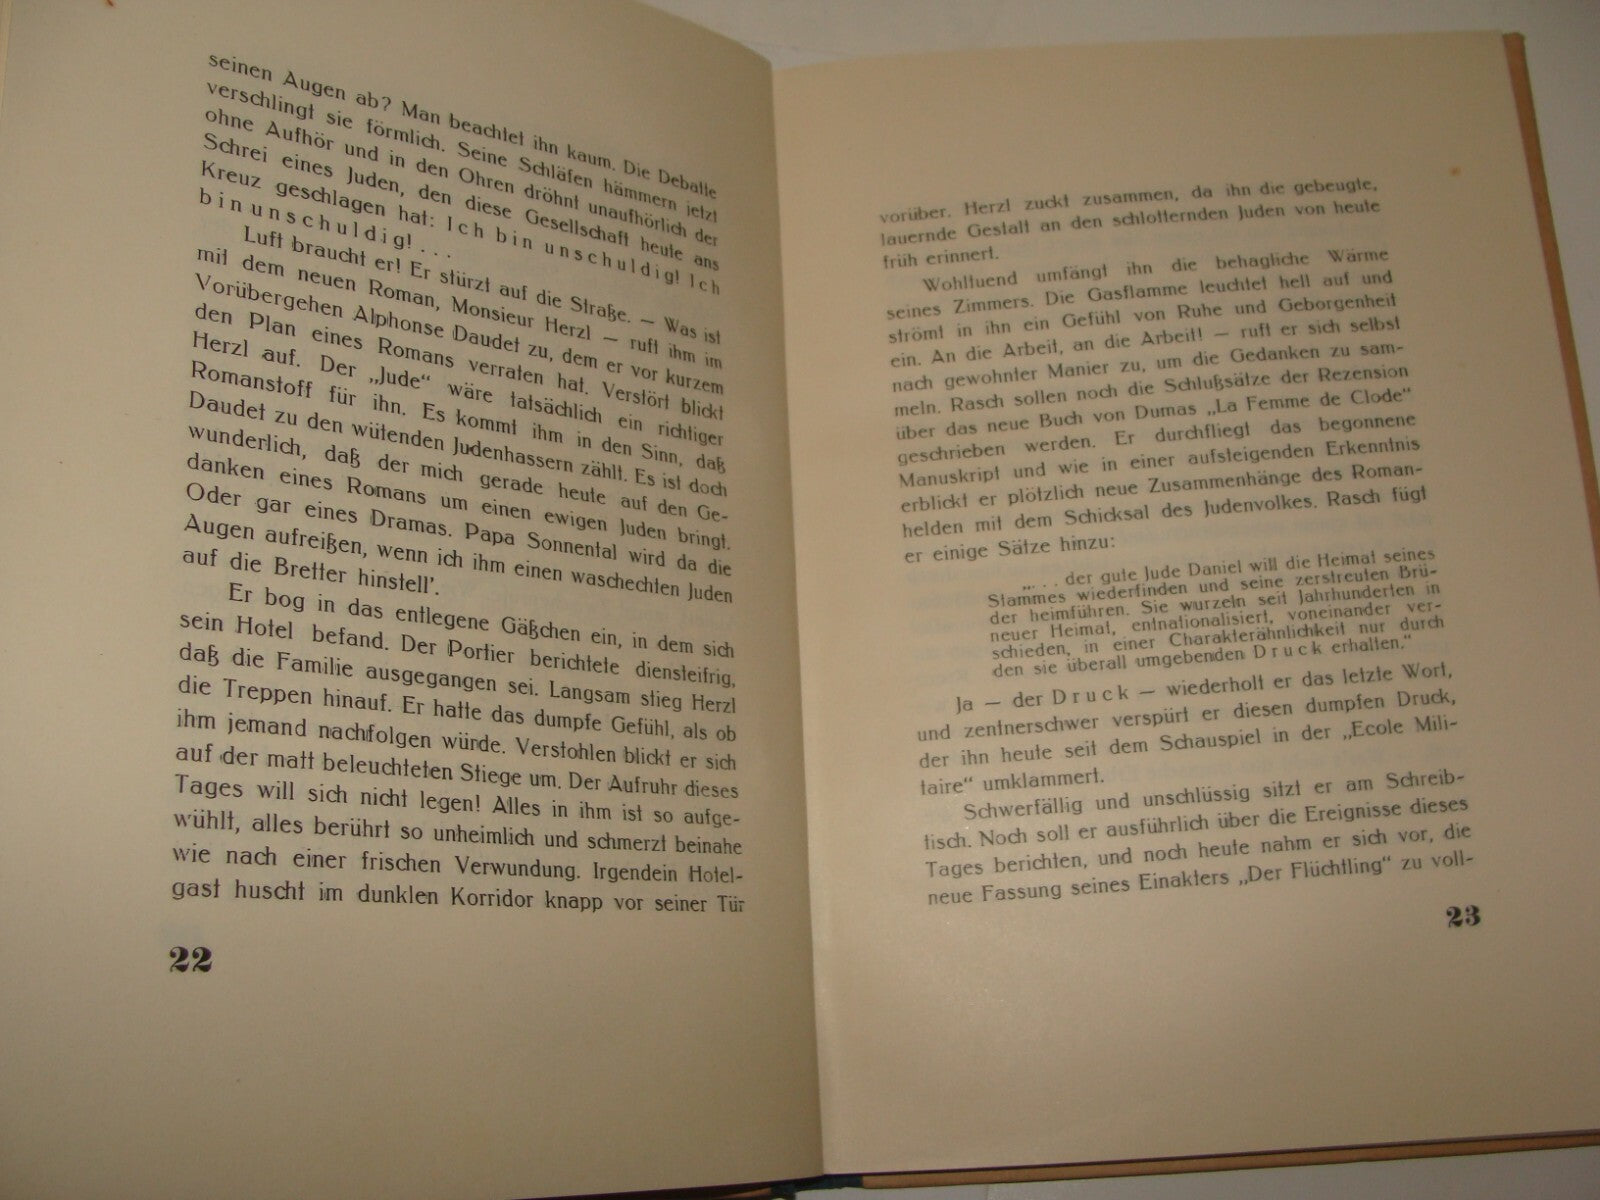 seinen Augen ab? Man beachtet ihn kaum. Die Debatte
verschlingt sie förmlich. Seine Schläfen hämmern jetzt
ohne Aufhör und in den Ohren dröhnt unaufhörlich der
Schrei eines Juden, den diese Gesellschaft heute ans
Kreuz geschlagen hat: Ich bin unschuldig! Ich
bin unschuldig! . . .
Luft braucht er! Er stürzt auf die Straße. — Was ist
mit dem neuen Roman, Monsieur Herzl — ruft ihm im
Vorübergehen Alphonse Daudet zu, dem er vor kurzem
den Plan eines Romans verraten hat. Verstört blickt
Herzl auf. Der „Jude“ wäre tatsächlich ein richtiger
Romanstoff für ihn. Es kommt ihm in den Sinn, daß
Daudet zu den wütenden Judenhassern zählt. Es ist doch
wunderlich, daß der mich gerade heute auf den Ge-
danken eines Romans um einen ewigen Juden bringt.
Oder gar eines Dramas. Papa Sonnental wird da die
Augen aufreißen, wenn ich ihm einen waschechten Juden
auf die Bretter hinstell’.
Er bog in das entlegene Gäßchen ein, in dem sich
sein Hotel befand. Der Portier berichtete diensteifrig,
daß die Familie ausgegangen sei. Langsam stieg Herzl
die Treppen hinauf. Er hatte das dumpfe Gefühl, als ob
ihm jemand nachfolgen würde. Verstohlen blickt er sich
auf der matt beleuchteten Stiege um. Der Aufruhr dieses
Tages will sich nicht legen! Alles in ihm ist so aufge-
wühlt, alles berührt so unheimlich und schmerzt beinahe
wie nach einer frischen Verwundung. Irgendein Hotel-
gast huscht im dunklen Korridor knapp vor seiner Tür
22
vorüber. Herzl zuckt zusammen, da ihn die gebeugte,
lauernde Gestalt an den schlotternden Juden von heute
früh erinnert.
Wohltuend umfängt ihn die behagliche Wärme
seines Zimmers. Die Gasflamme leuchtet hell auf und
strömt in ihn ein Gefühl von Ruhe und Geborgenheit
ein. An die Arbeit, an die Arbeit! — ruft er sich selbst
nach gewohnter Manier zu, um die Gedanken zu sam-
meln. Rasch sollen noch die Schlußsätze der Rezension
über das neue Buch von Dumas „La Femme de Clode“
geschrieben werden. Er durchfliegt das begonnene
Manuskript und wie in einer aufsteigenden Erkenntnis
erblickt er plötzlich neue Zusammenhänge des Roman-
helden mit dem Schicksal des Judenvolkes. Rasch fügt
er einige Sätze hinzu:
„. . . der gute Jude Daniel will die Heimat seines
Stammes wiederfinden und seine zerstreuten Brü-
der heimführen. Sie wurzeln seit Jahrhunderten in
neuer Heimat, entnationalisiert, voneinander ver-
schieden, in einer Charakterähnlichkeit nur durch
den sie überall umgebenden Druck erhalten.“
Ja — der Druck — wiederholt er das letzte Wort,
und zentnerschwer verspürt er diesen dumpfen Druck,
der ihn heute seit dem Schauspiel in der „Ecole Mili-
taire“ umklammert.
Schwerfällig und unschlüssig sitzt er am Schreib-
tisch. Noch soll er ausführlich über die Ereignisse dieses
Tages berichten, und noch heute nahm er sich vor, die
neue Fassung seines Einakters „Der Flüchtling“ zu voll-
23